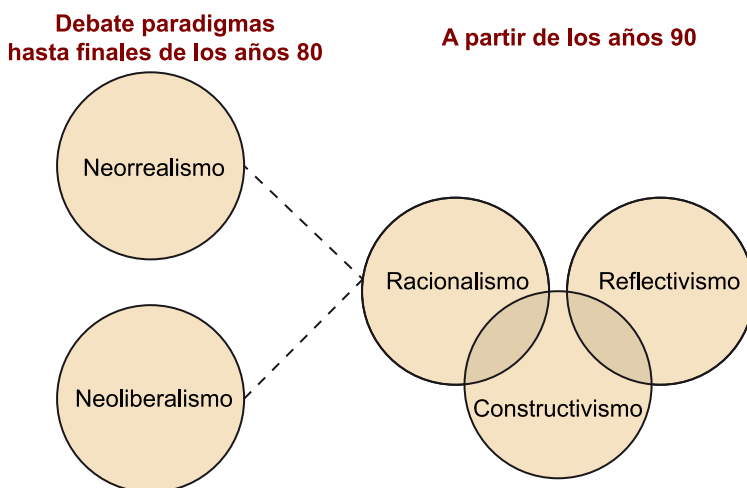 Debate paradigmas
hasta finales de los años 80
A partir de los años 90
Neorrealismo
Racionalismo
Reflectivismo
Neoliberalismo
Constructivismo